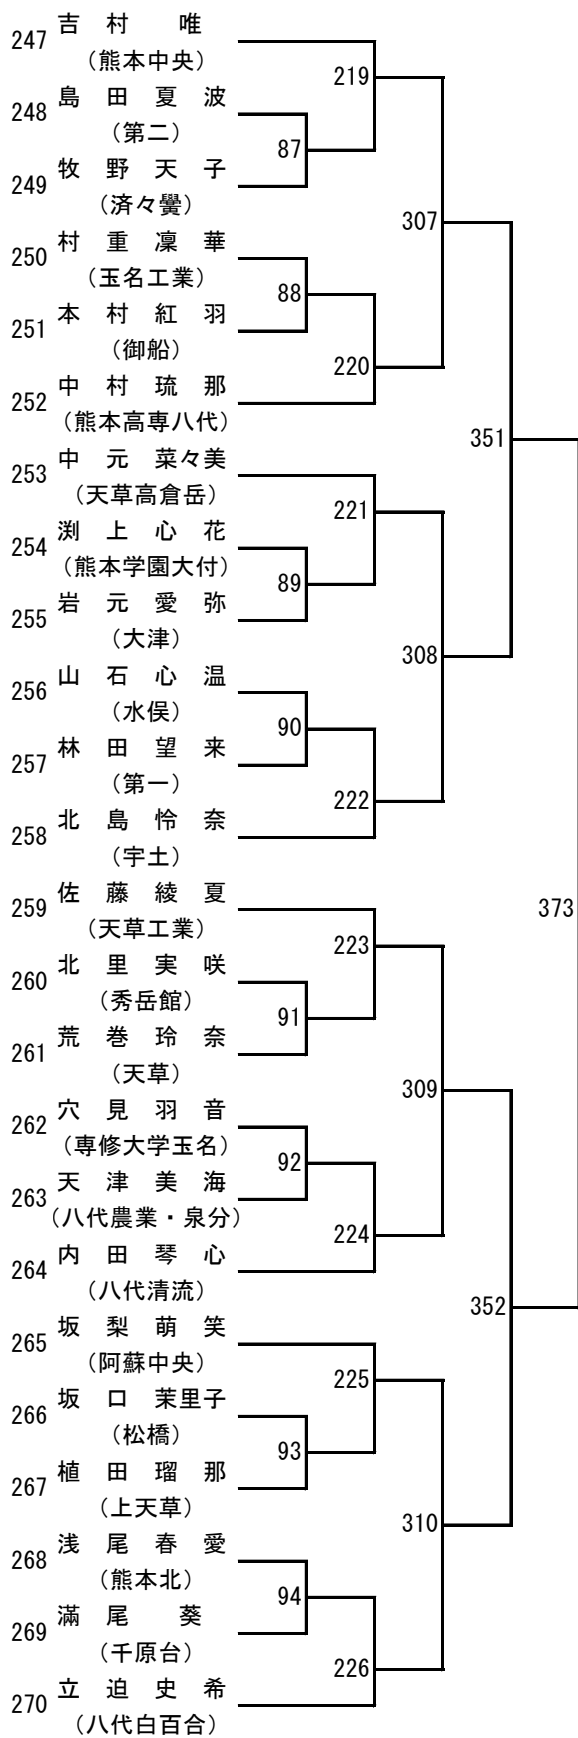 247 吉村 唯
(熊本中央)
219
248 島田夏波
(第二)
87
249 牧野天子
(済々黌)
307
250 村重凜華
(玉名工業)
88
251 本村紅羽
(御船)
220
252 中村琉那
(熊本高専八代)
351
253 中元菜々美
(天草高倉岳)
221
254 渕上心花
(熊本学園大付)
89
255 岩元愛弥
(大津)
308
256 山石心温
(水俣)
90
257 林田望来
(第一)
222
258 北島怜奈
(宇土)
373
259 佐藤綾夏
(天草工業)
223
260 北里実咲
(秀岳館)
91
261 荒巻玲奈
(天草)
309
262 穴見羽音
(専修大学玉名)
92
263 天津美海
(八代農業・泉分)
224
264 内田琴心
(八代清流)
352
265 坂梨萌笑
(阿蘇中央)
225
266 坂口茉里子
(松橋)
93
267 植田瑠那
(上天草)
310
268 浅尾春愛
(熊本北)
94
269 滿尾 葵
(千原台)
226
270 立迫史希
(八代白百合)